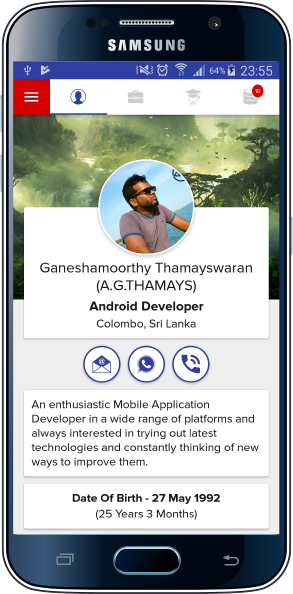 SAMSUNG
64% 23:55
10
Ganeshamoorthy Thamayswaran
(A.G.THAMAYS)
Android Developer
Colombo, Sri Lanka
An enthusiastic Mobile Application
Developer in a wide range of platforms and
always interested in trying out latest
technologies and constantly thinking of new
ways to improve them.
Date Of Birth - 27 May 1992
(25 Years 3 Months)